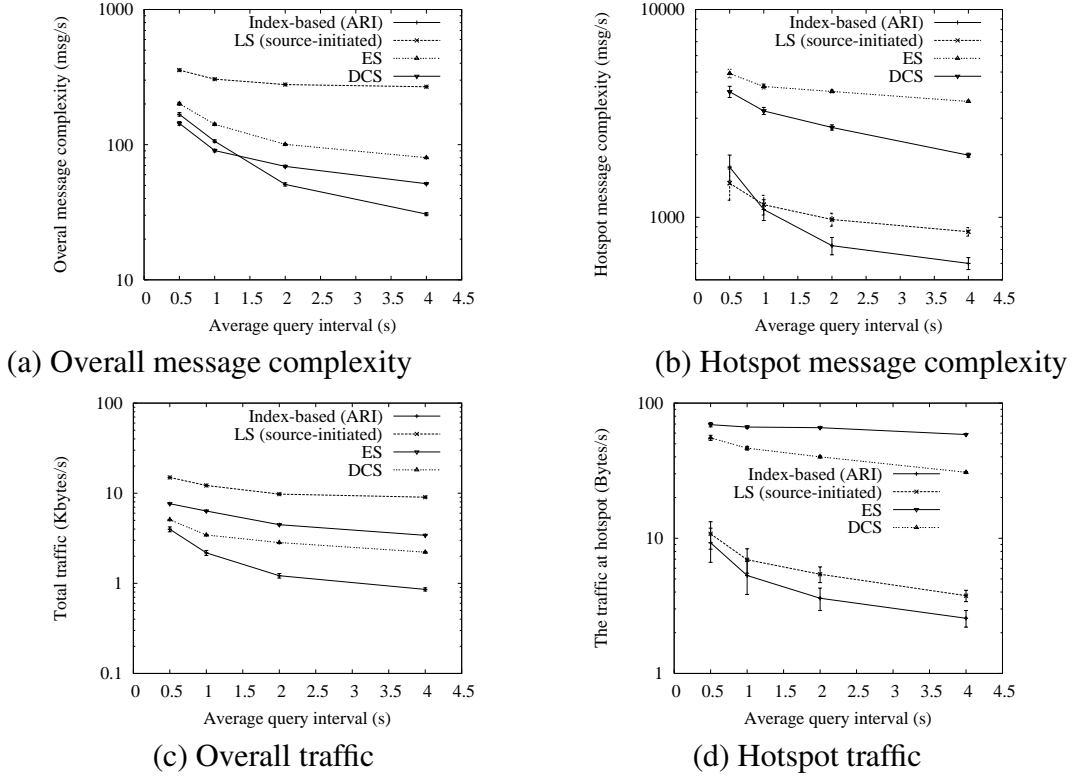 1000
100
10
Overal message complexity (msg/s)
Index-based (ARI)
LS (source-initiated)
ES
DCS
0 0.5 1 1.5 2 2.5 3 3.5 4 4.5
Average query interval (s)
(a) Overall message complexity
10000
1000
Hotspot message complexity (msg/s)
Index-based (ARI)
LS (source-initiated)
ES
DCS
0 0.5 1 1.5 2 2.5 3 3.5 4 4.5
Average query interval (s)
(b) Hotspot message complexity
100
10
1
0.1
Total traffic (Kbytes/s)
Index-based (ARI)
LS (source-initiated)
ES
DCS
0 0.5 1 1.5 2 2.5 3 3.5 4 4.5
Average query interval (s)
(c) Overall traffic
100
10
1
The traffic at hotspot (Bytes/s)
Index-based (ARI)
LS (source-initiated)
ES
DCS
0 0.5 1 1.5 2 2.5 3 3.5 4 4.5
Average query interval (s)
(d) Hotspot traffic